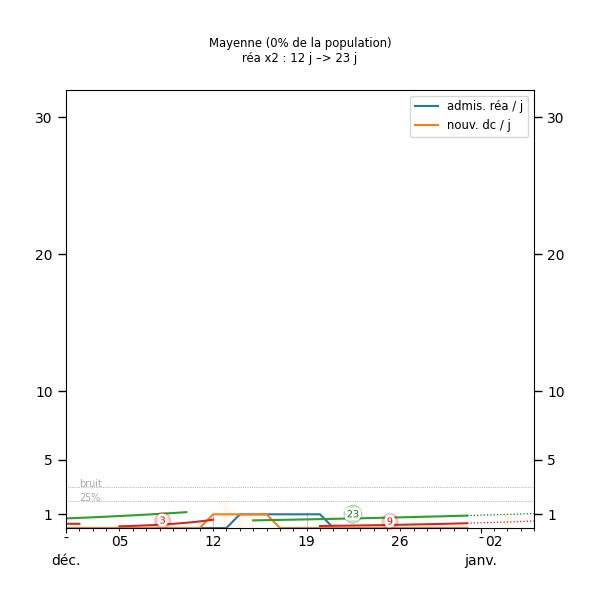 Mayenne (0% de la population)
réa x2 : 12 j –> 23 j
admis. réa / j
nouv. dc / j
30
30
20
20
10
10
5
5
bruit
25%
1
1
3
23
9
05
12
19
26
02
déc.
janv.